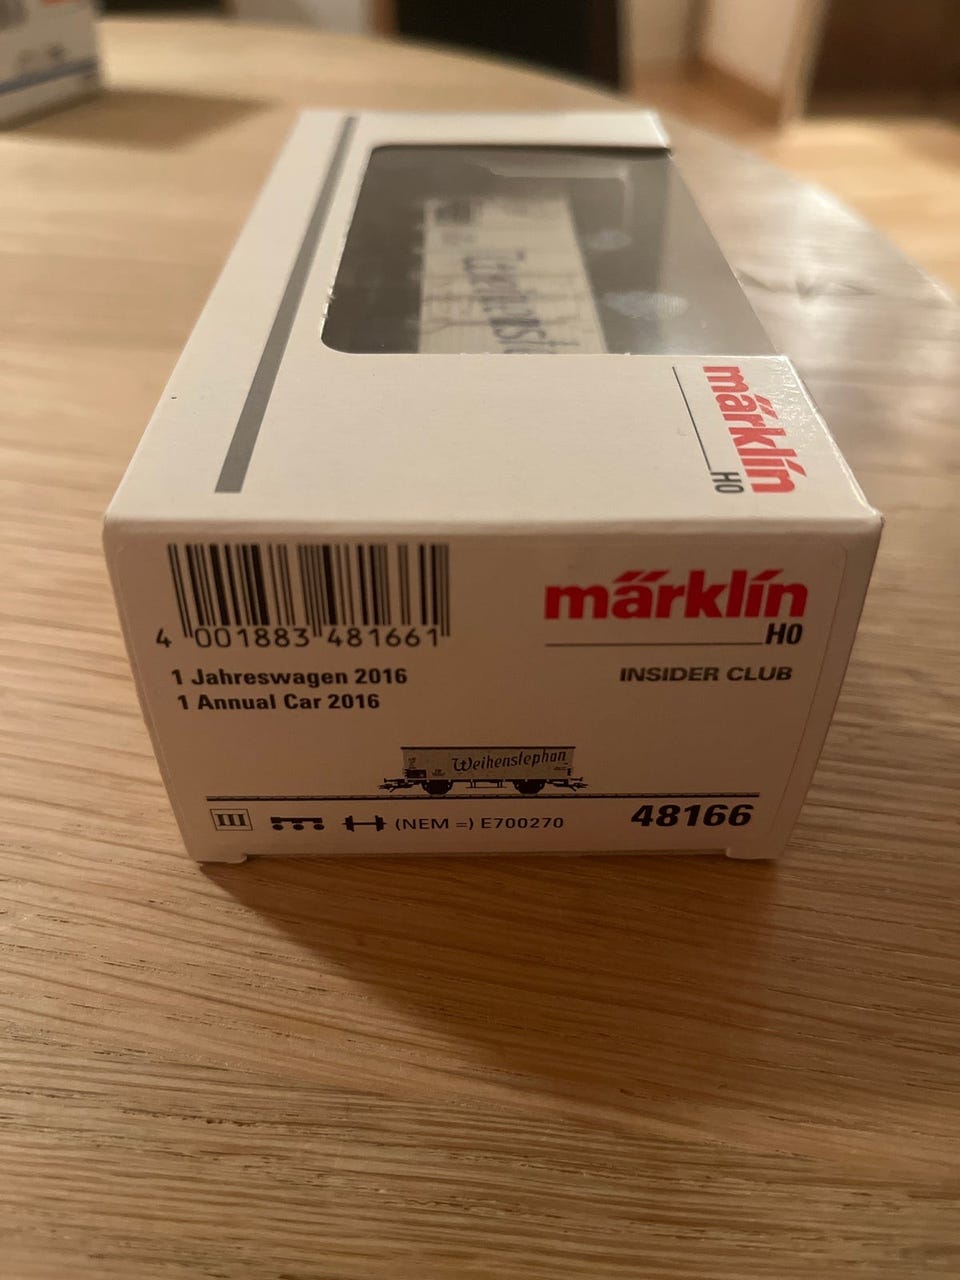 märklin
H0
4 001883 481661
märklin
H0
INSIDER CLUB
1 Jahreswagen 2016
1 Annual Car 2016
Weihenstephan
III (NEM =) E700270
48166